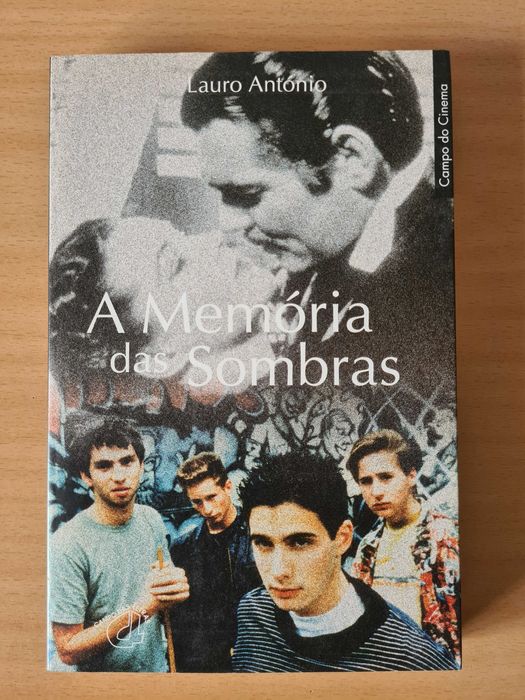 Lauro António
Campo do Cinema
A Memória
das Sombras